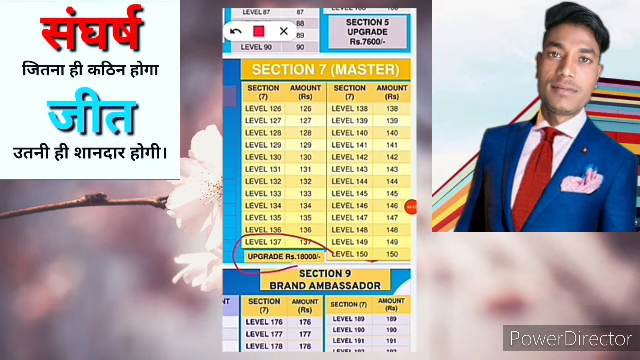 संघर्ष
जितना ही कठिन होगा
जीत
उतनी ही शानदार होगी।
LEVEL 87 87
88
89
LEVEL 90 90
SECTION 5
UPGRADE
Rs.7600/-
SECTION 7 (MASTER)
SECTION (7) AMOUNT (Rs) SECTION (7) AMOUNT (Rs)
LEVEL 126 126 LEVEL 138 138
LEVEL 127 127 LEVEL 139 139
LEVEL 128 128 LEVEL 140 140
LEVEL 129 129 LEVEL 141 141
LEVEL 130 130 LEVEL 142 142
LEVEL 131 131 LEVEL 143 143
LEVEL 132 132 LEVEL 144 144
LEVEL 133 133 LEVEL 145 145
LEVEL 134 134 LEVEL 146 146
LEVEL 135 135 LEVEL 147 147
LEVEL 136 136 LEVEL 148 148
LEVEL 137 137 LEVEL 149 149
UPGRADE Rs.18000/- LEVEL 150 150
SECTION 9
BRAND AMBASSADOR
NT SECTION (7) AMOUNT (Rs) SECTION (7) AMOUNT (Rs)
LEVEL 176 176 LEVEL 189 189
LEVEL 177 177 LEVEL 190 190
LEVEL 178 178 LEVEL 191 191
192
PowerDirector